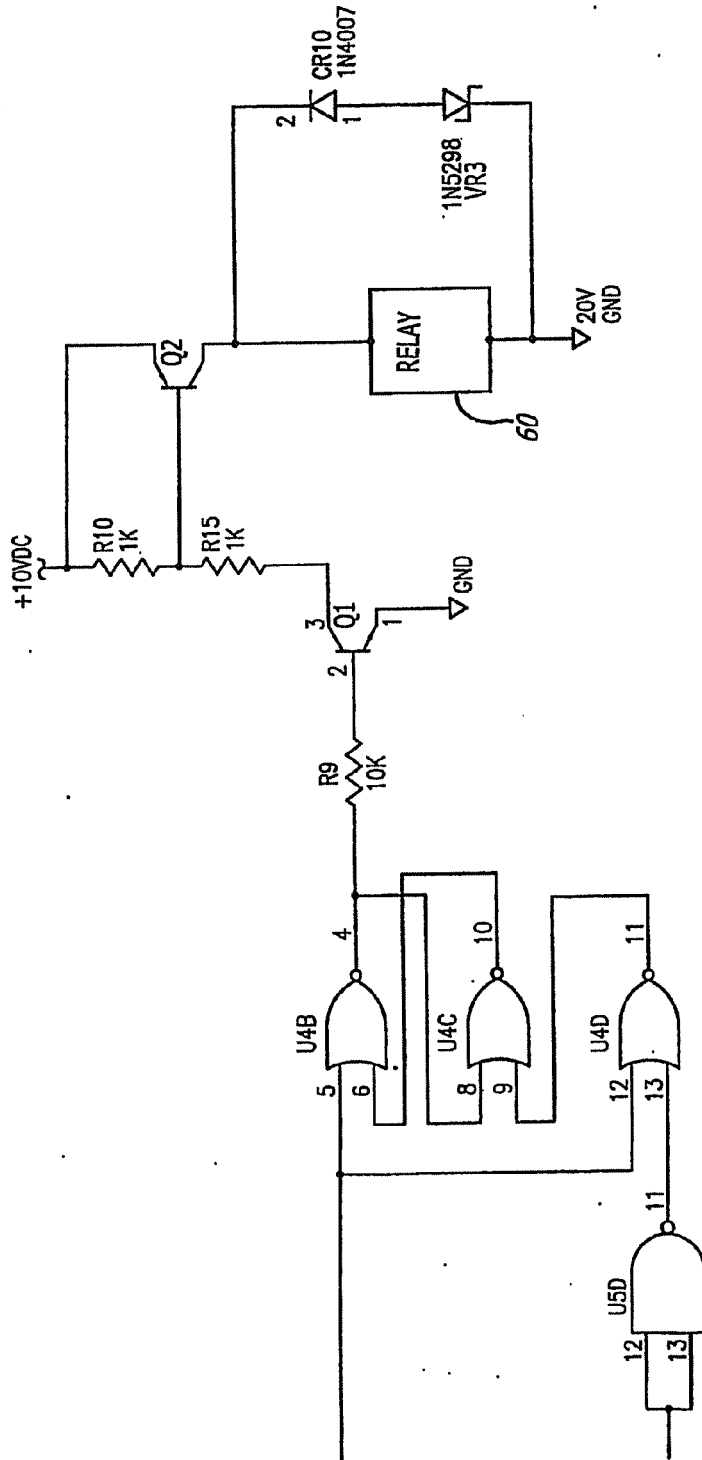 +10VDC
R10
1K
R15
1K
Q2
CR10
1N4007
2
1
1N5298
VR3
RELAY
60
20V
GND
3
Q1
2
1
GND
R9
10K
U4B
4
5
6
U4C
10
8
9
U4D
11
12
13
U5D
11
12
13